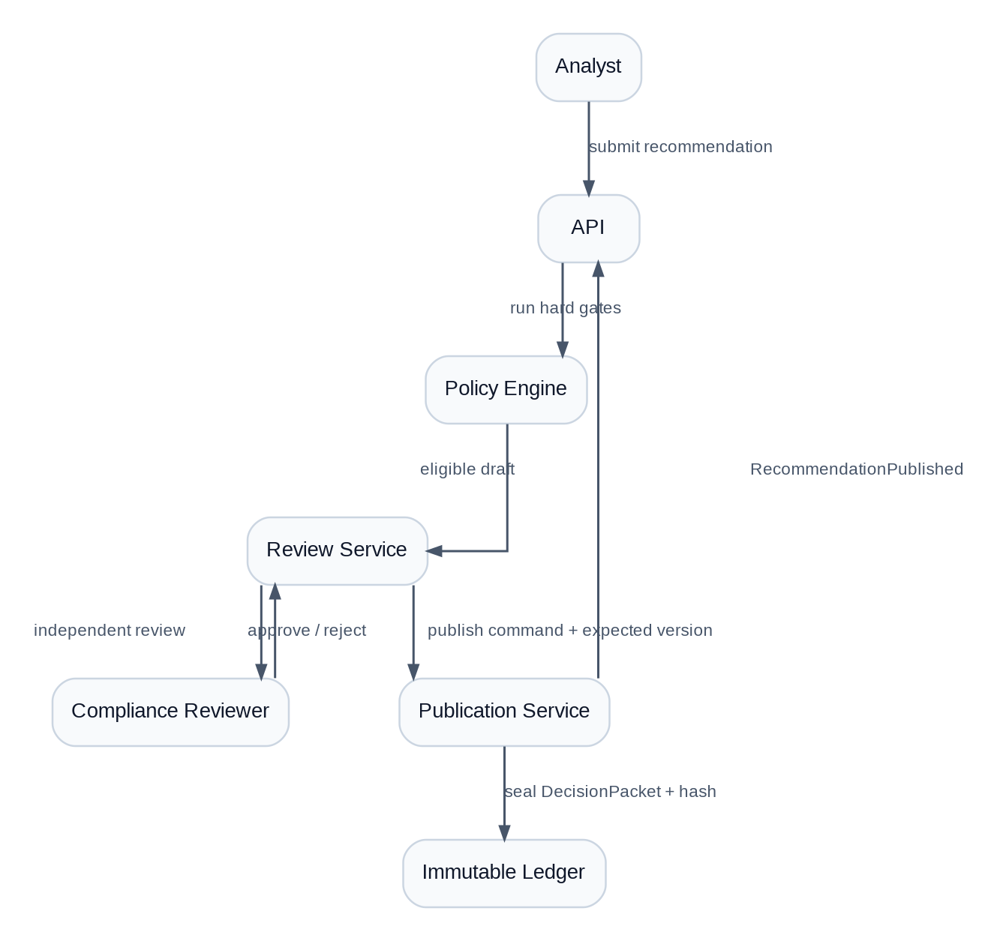 Analyst
submit recommendation
API
run hard gates
Policy Engine
eligible draft
RecommendationPublished
Review Service
independent review
approve / reject
publish command + expected version
Compliance Reviewer
Publication Service
seal DecisionPacket + hash
Immutable Ledger